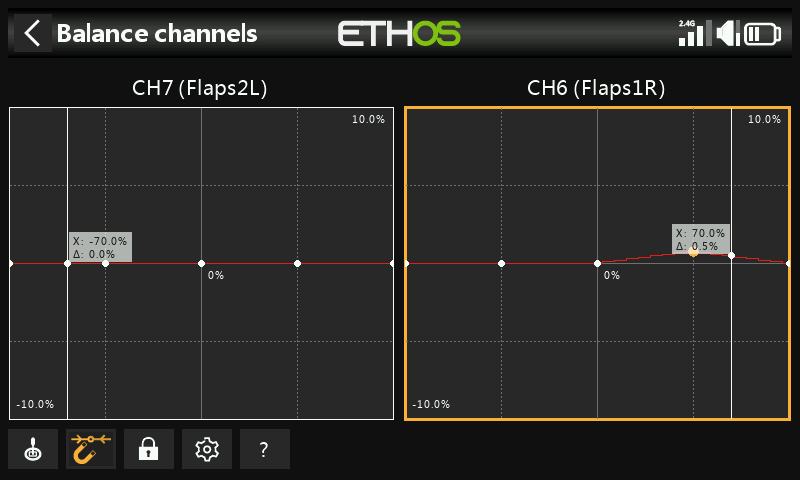 Balance channels
ETHOS
2.4G
CH7 (Flaps2L)
CH6 (Flaps1R)
10.0%
X: -70.0%
Δ: 0.0%
0%
-10.0%
10.0%
X: 70.0%
Δ: 0.5%
0%
-10.0%
?